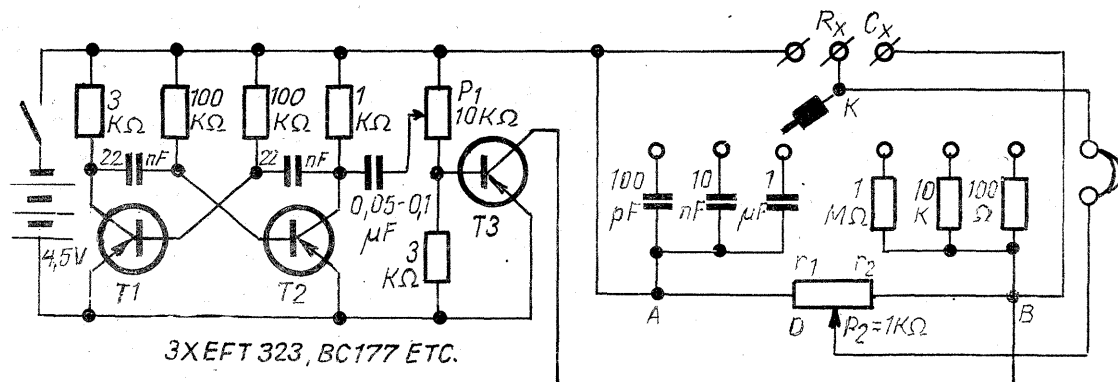 3 KΩ
100 KΩ
100 KΩ
1 KΩ
P1 10KΩ
22 nF
22 nF
0,05-0,1 μF
3 KΩ
4,5V
T1
T2
T3
3XEFT 323, BC177 ETC.
Rx
Cx
K
100 pF
10 nF
1 μF
1 MΩ
10 K
100 Ω
r1
r2
A
D
P2=1KΩ
B